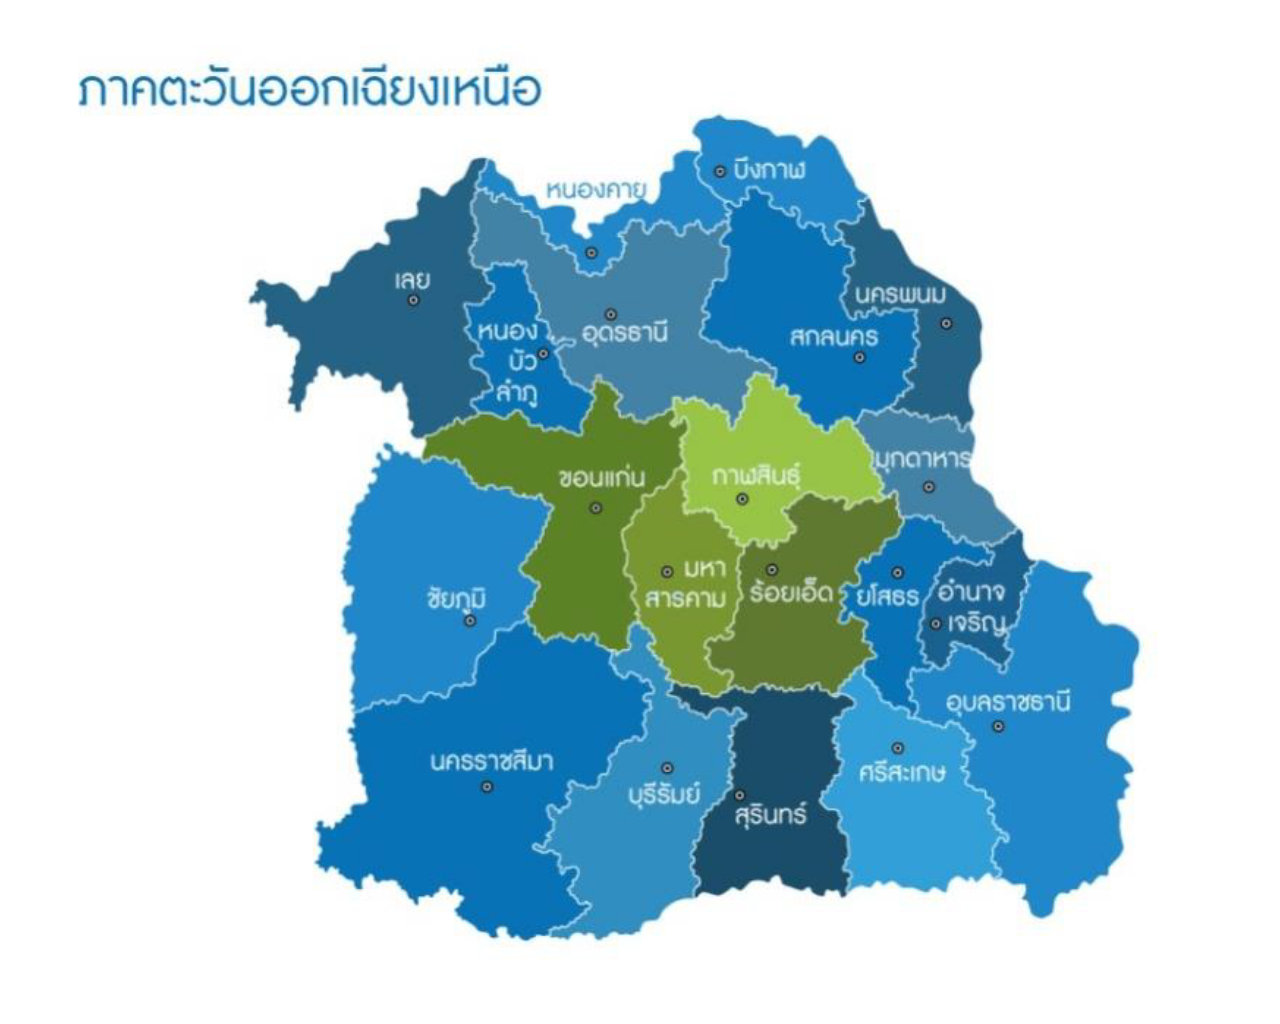 ภาคตะวันออกเฉียงเหนือ
บึงกาฬ
หนองคาย
เลย
นครพนม
หนอง
บัว
ลำภู
อุดรธานี
สกลนคร
มุกดาหาร
ขอนแก่น
กาฬสินธุ์
มหา
สารคาม
ร้อยเอ็ด
ยโสธร
อำนาจ
เจริญ
ชัยภูมิ
อุบลราชธานี
นครราชสีมา
บุรีรัมย์
สุรินทร์
ศรีสะเกษ